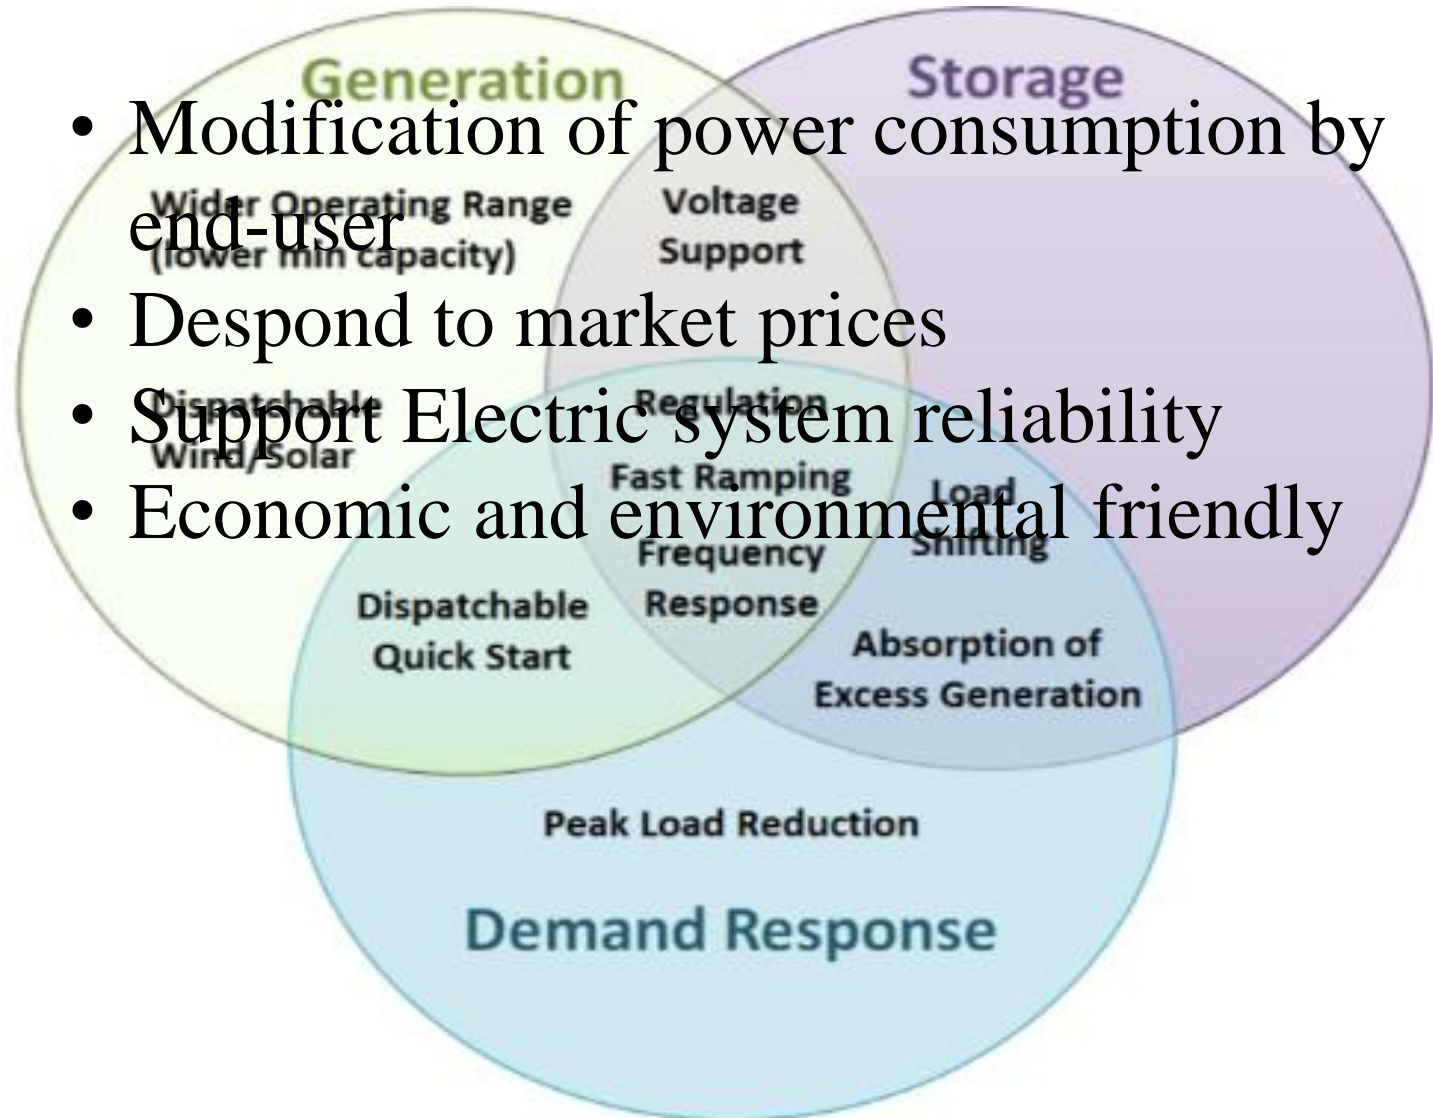 Generation
Storage
• Modification of power consumption by
end-user
• Despond to market prices
• Support Electric system reliability
• Economic and environmental friendly
Wider Operating Range
(lower min capacity)
Voltage
Support
Dispatchable
Wind/Solar
Regulation
Fast Ramping
Frequency
Response
Load
Shifting
Dispatchable
Quick Start
Absorption of
Excess Generation
Peak Load Reduction
Demand Response